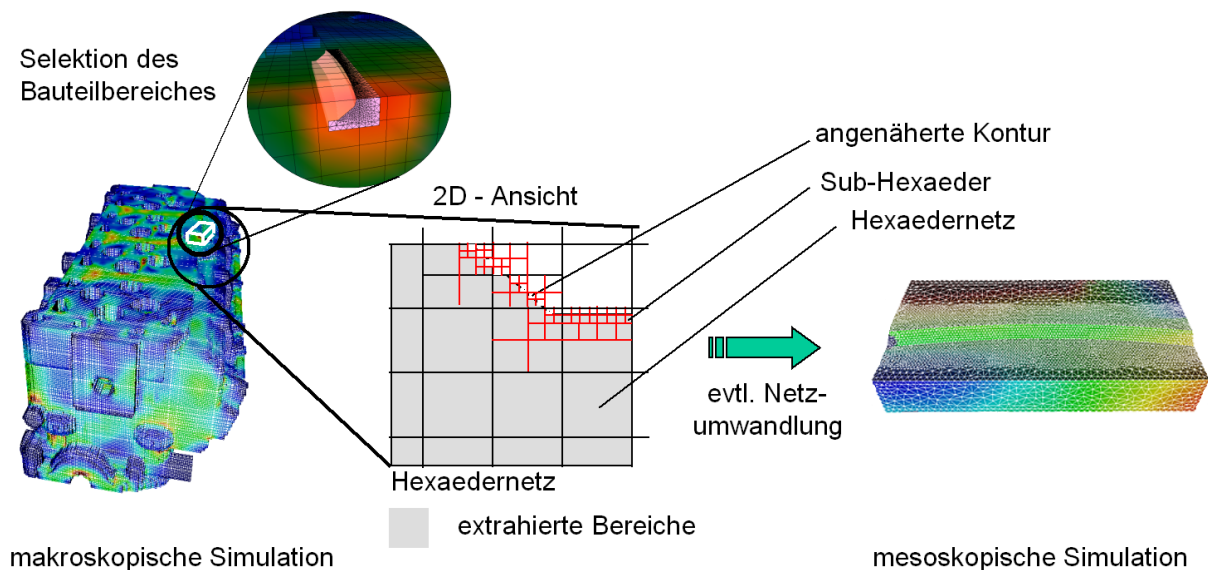 Selektion des
Bauteilbereiches
angenäherte Kontur
Sub-Hexaeder
2D - Ansicht
Hexaedernetz
evtl. Netz-
umwandlung
Hexaedernetz
extrahierte Bereiche
makroskopische Simulation
mesoskopische Simulation